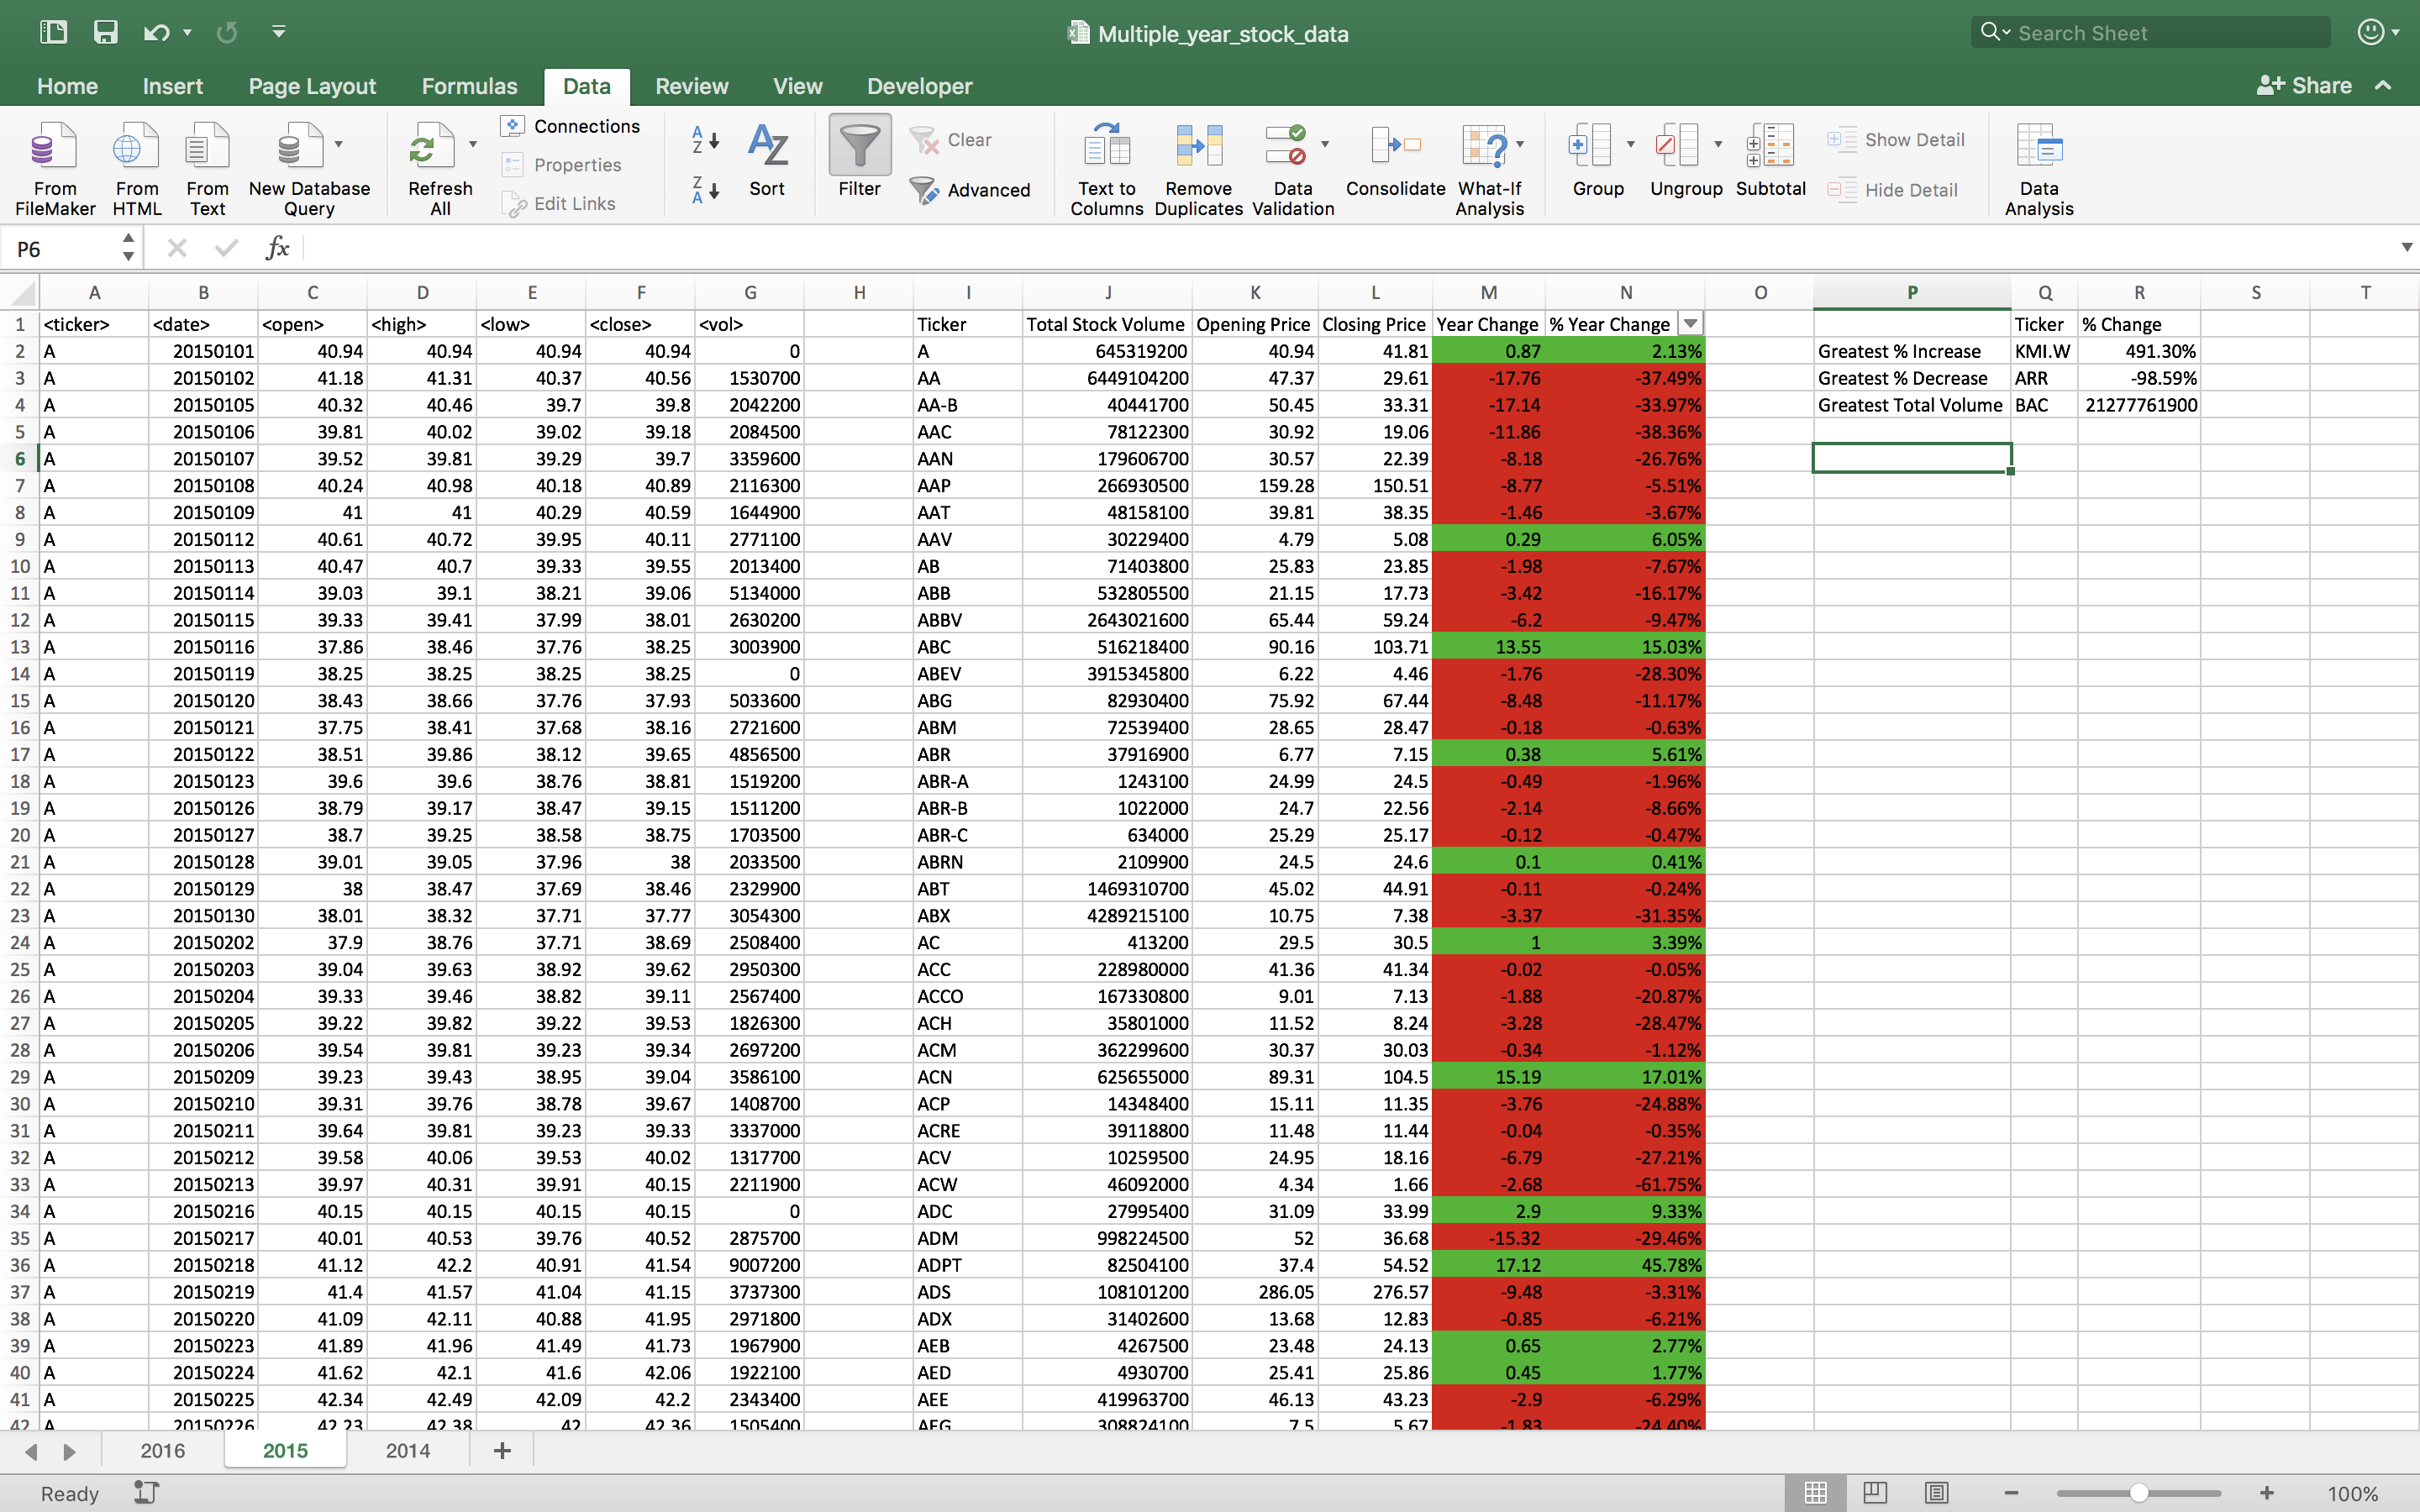 Multiple_year_stock_data
Search Sheet
Home Insert Page Layout Formulas Data Review View Developer Share
From FileMaker From HTML From Text New Database Query Refresh All Connections Properties Edit Links Sort Filter Clear Advanced Text to Columns Remove Duplicates Data Validation Consolidate What-If Analysis Group Ungroup Subtotal Show Detail Hide Detail Data Analysis
P6 fx
A B C D E F G H I J K L M N O P Q R S T
1 <ticker> <date> <open> <high> <low> <close> <vol> Ticker Total Stock Volume Opening Price Closing Price Year Change % Year Change Ticker % Change
2 A 20150101 40.94 40.94 40.94 40.94 0 A 645319200 40.94 41.81 0.87 2.13% Greatest % Increase KMI.W 491.30%
3 A 20150102 41.18 41.31 40.37 40.56 1530700 AA 6449104200 47.37 29.61 -17.76 -37.49% Greatest % Decrease ARR -98.59%
4 A 20150105 40.32 40.46 39.7 39.8 2042200 AA-B 40441700 50.45 33.31 -17.14 -33.97% Greatest Total Volume BAC 21277761900
5 A 20150106 39.81 40.02 39.02 39.18 2084500 AAC 78122300 30.92 19.06 -11.86 -38.36%
6 A 20150107 39.52 39.81 39.29 39.7 3359600 AAN 179606700 30.57 22.39 -8.18 -26.76%
7 A 20150108 40.24 40.98 40.18 40.89 2116300 AAP 266930500 159.28 150.51 -8.77 -5.51%
8 A 20150109 41 41 40.29 40.59 1644900 AAT 48158100 39.81 38.35 -1.46 -3.67%
9 A 20150112 40.61 40.72 39.95 40.11 2771100 AAV 30229400 4.79 5.08 0.29 6.05%
10 A 20150113 40.47 40.7 39.33 39.55 2013400 AB 71403800 25.83 23.85 -1.98 -7.67%
11 A 20150114 39.03 39.1 38.21 39.06 5134000 ABB 532805500 21.15 17.73 -3.42 -16.17%
12 A 20150115 39.33 39.41 37.99 38.01 2630200 ABBV 2643021600 65.44 59.24 -6.2 -9.47%
13 A 20150116 37.86 38.46 37.76 38.25 3003900 ABC 516218400 90.16 103.71 13.55 15.03%
14 A 20150119 38.25 38.25 38.25 38.25 0 ABEV 3915345800 6.22 4.46 -1.76 -28.30%
15 A 20150120 38.43 38.66 37.76 37.93 5033600 ABG 82930400 75.92 67.44 -8.48 -11.17%
16 A 20150121 37.75 38.41 37.68 38.16 2721600 ABM 72539400 28.65 28.47 -0.18 -0.63%
17 A 20150122 38.51 39.86 38.12 39.65 4856500 ABR 37916900 6.77 7.15 0.38 5.61%
18 A 20150123 39.6 39.6 38.76 38.81 1519200 ABR-A 1243100 24.99 24.5 -0.49 -1.96%
19 A 20150126 38.79 39.17 38.47 39.15 1511200 ABR-B 1022000 24.7 22.56 -2.14 -8.66%
20 A 20150127 38.7 39.25 38.58 38.75 1703500 ABR-C 634000 25.29 25.17 -0.12 -0.47%
21 A 20150128 39.01 39.05 37.96 38 2033500 ABRN 2109900 24.5 24.6 0.1 0.41%
22 A 20150129 38 38.47 37.69 38.46 2329900 ABT 1469310700 45.02 44.91 -0.11 -0.24%
23 A 20150130 38.01 38.32 37.71 37.77 3054300 ABX 4289215100 10.75 7.38 -3.37 -31.35%
24 A 20150202 37.9 38.76 37.71 38.69 2508400 AC 413200 29.5 30.5 1 3.39%
25 A 20150203 39.04 39.63 38.92 39.62 2950300 ACC 228980000 41.36 41.34 -0.02 -0.05%
26 A 20150204 39.33 39.46 38.82 39.11 2567400 ACCO 167330800 9.01 7.13 -1.88 -20.87%
27 A 20150205 39.22 39.82 39.22 39.53 1826300 ACH 35801000 11.52 8.24 -3.28 -28.47%
28 A 20150206 39.54 39.81 39.23 39.34 2697200 ACM 362299600 30.37 30.03 -0.34 -1.12%
29 A 20150209 39.23 39.43 38.95 39.04 3586100 ACN 625655000 89.31 104.5 15.19 17.01%
30 A 20150210 39.31 39.76 38.78 39.67 1408700 ACP 14348400 15.11 11.35 -3.76 -24.88%
31 A 20150211 39.64 39.81 39.23 39.33 3337000 ACRE 39118800 11.48 11.44 -0.04 -0.35%
32 A 20150212 39.58 40.06 39.53 40.02 1317700 ACV 10259500 24.95 18.16 -6.79 -27.21%
33 A 20150213 39.97 40.31 39.91 40.15 2211900 ACW 46092000 4.34 1.66 -2.68 -61.75%
34 A 20150216 40.15 40.15 40.15 40.15 0 ADC 27995400 31.09 33.99 2.9 9.33%
35 A 20150217 40.01 40.53 39.76 40.52 2875700 ADM 998224500 52 36.68 -15.32 -29.46%
36 A 20150218 41.12 42.2 40.91 41.54 9007200 ADPT 82504100 37.4 54.52 17.12 45.78%
37 A 20150219 41.4 41.57 41.04 41.15 3737300 ADS 108101200 286.05 276.57 -9.48 -3.31%
38 A 20150220 41.09 42.11 40.88 41.95 2971800 ADX 31402600 13.68 12.83 -0.85 -6.21%
39 A 20150223 41.89 41.96 41.49 41.73 1967900 AEB 4267500 23.48 24.13 0.65 2.77%
40 A 20150224 41.62 42.1 41.6 42.06 1922100 AED 4930700 25.41 25.86 0.45 1.77%
41 A 20150225 42.34 42.49 42.09 42.2 2343400 AEE 419963700 46.13 43.23 -2.9 -6.29%
42 A 20150226 42.23 42.38 42 42.36 1505400 AEG 308824100 7.5 5.67 -1.83 -24.40%
2016 2015 2014 +
Ready 100%